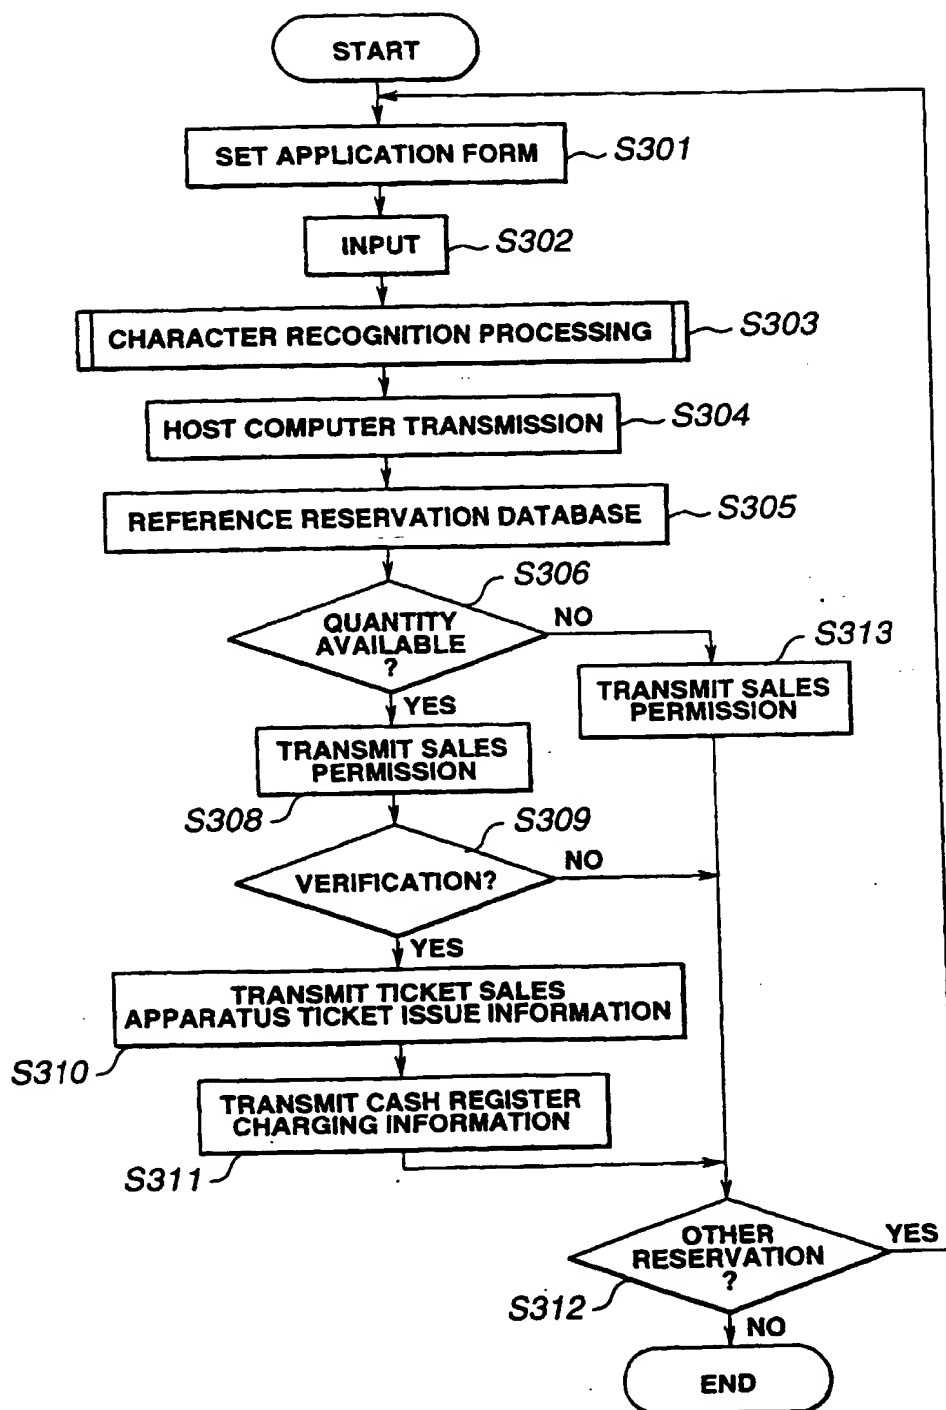 START
SET APPLICATION FORM
S301
INPUT
S302
CHARACTER RECOGNITION PROCESSING
S303
HOST COMPUTER TRANSMISSION
S304
REFERENCE RESERVATION DATABASE
S305
S306
QUANTITY
AVAILABLE
?
NO
YES
S313
TRANSMIT SALES
PERMISSION
TRANSMIT SALES
PERMISSION
S308
S309
VERIFICATION?
NO
YES
TRANSMIT TICKET SALES
APPARATUS TICKET ISSUE INFORMATION
S310
TRANSMIT CASH REGISTER
CHARGING INFORMATION
S311
OTHER
RESERVATION
?
YES
S312
NO
END